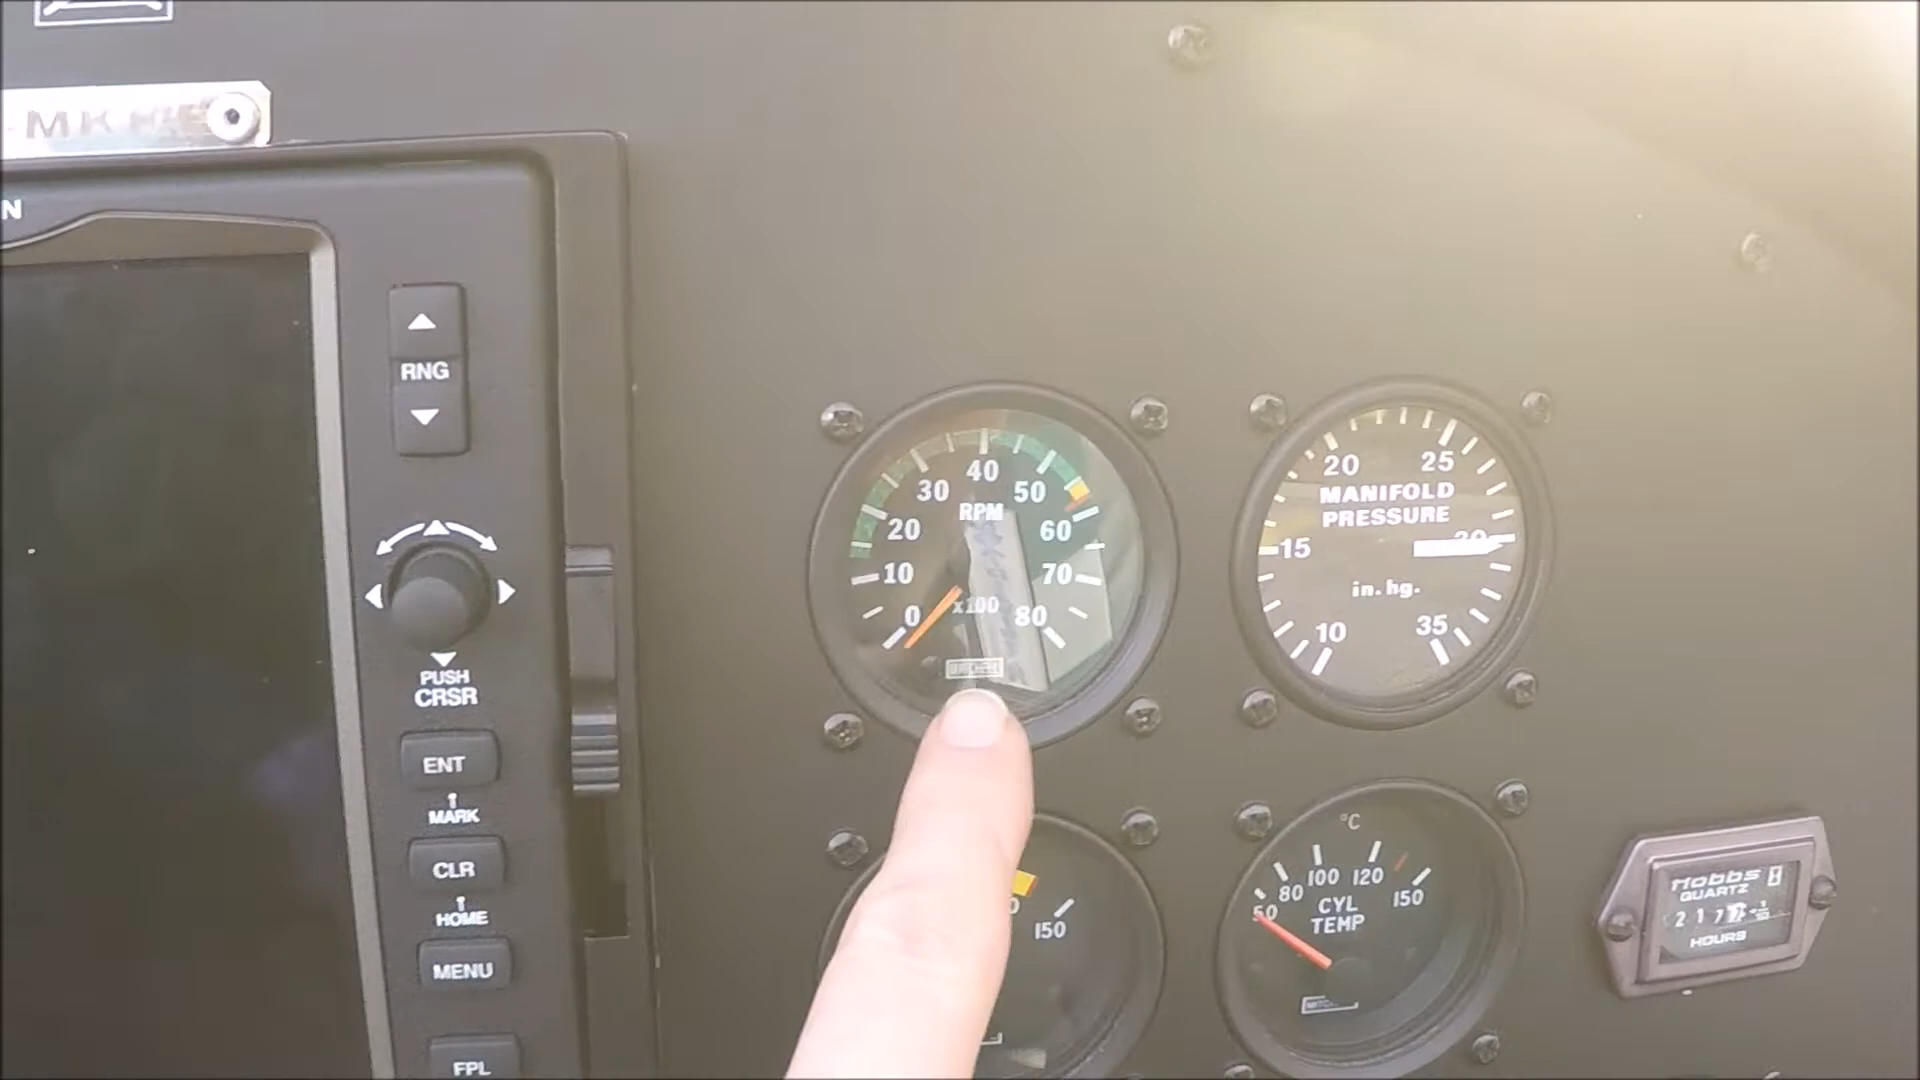 N
RNG
PUSH
CRSR
ENT
MARK
CLR
HOME
MENU
FPL
0
10
20
30
40
50
60
70
80
RPM
x100
15
20
25
30
10
35
MANIFOLD
PRESSURE
in.hg.
150
°C
50
80
100
120
150
CYL
TEMP
Hobbs
QUARTZ
HOURS